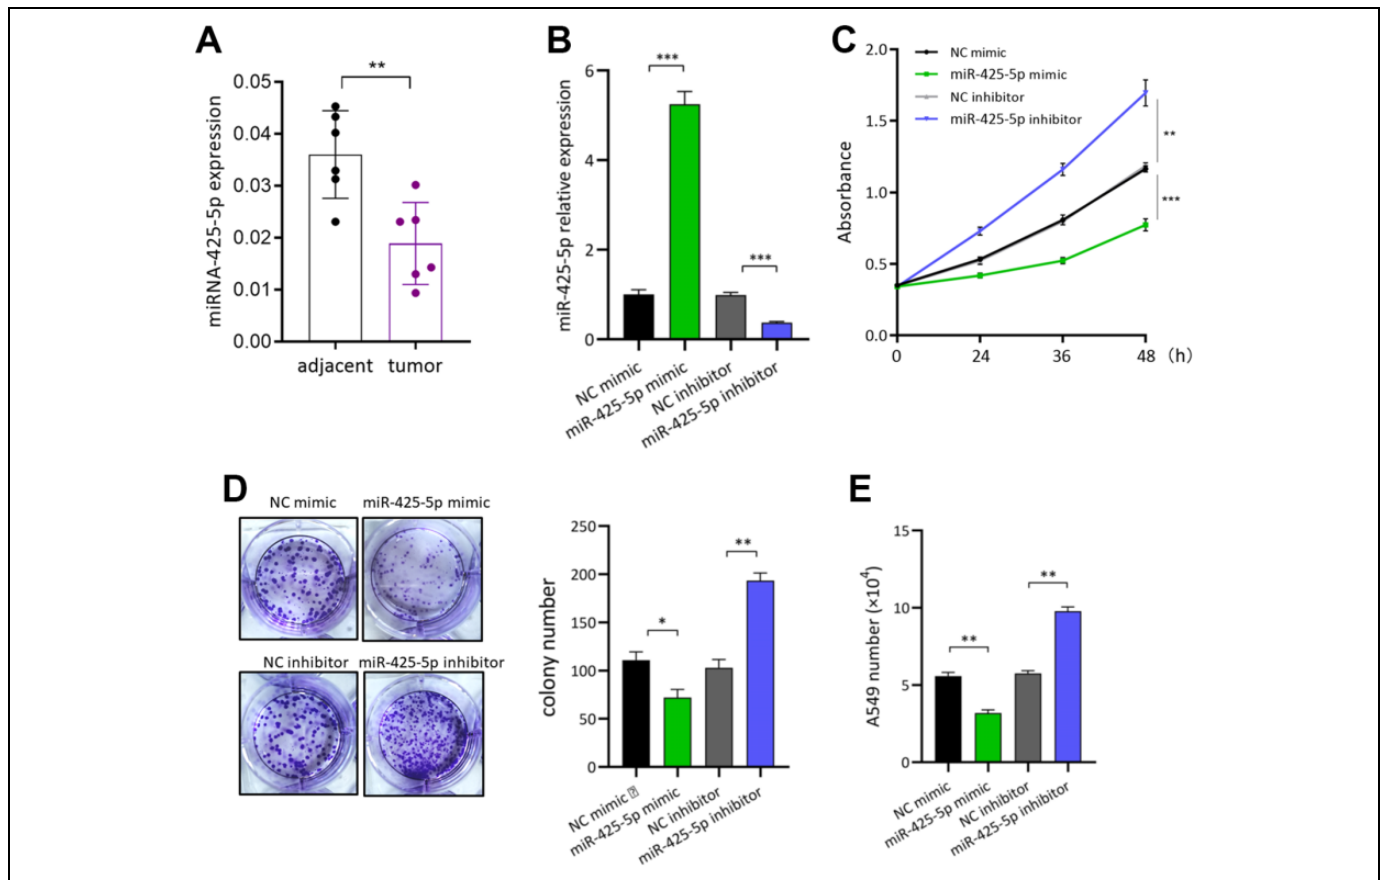 A
**
miRNA-425-5p expression
0.05
0.04
0.03
0.02
0.01
0.00
adjacent
tumor
B
***
***
miR-425-5p relative expression
6
4
2
0
NC mimic
miR-425-5p mimic
NC inhibitor
miR-425-5p inhibitor
C
NC mimic
miR-425-5p mimic
NC inhibitor
miR-425-5p inhibitor
Absorbance
2.0
1.5
1.0
0.5
0.0
**
***
0
24
36
48
(h)
D
NC mimic
miR-425-5p mimic
NC inhibitor
miR-425-5p inhibitor
colony number
250
200
150
100
50
0
*
**
NC mimic
miR-425-5p mimic
NC inhibitor
miR-425-5p inhibitor
E
A549 number (×10⁴)
15
10
5
0
**
**
NC mimic
miR-425-5p mimic
NC inhibitor
miR-425-5p inhibitor